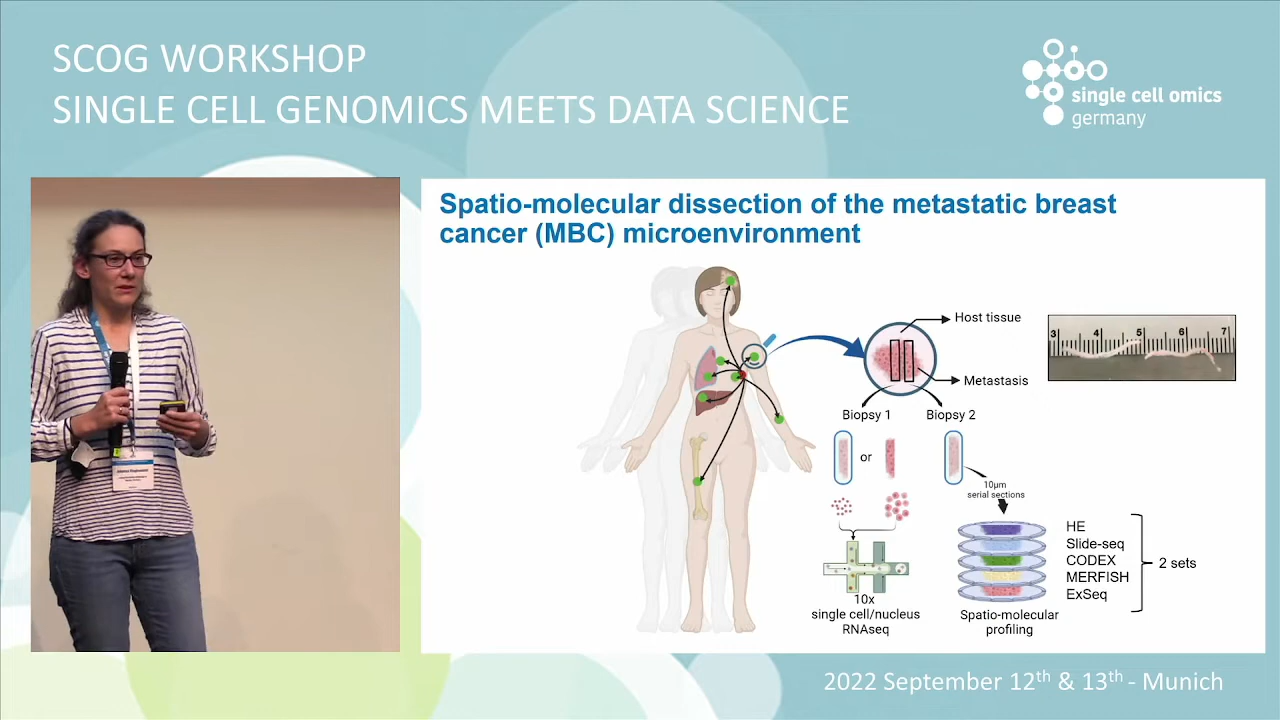 SCOG WORKSHOP
SINGLE CELL GENOMICS MEETS DATA SCIENCE
single cell omics
germany
Spatio-molecular dissection of the metastatic breast
cancer (MBC) microenvironment
Host tissue
Metastasis
3 4 5 6 7
Biopsy 1
Biopsy 2
or
10µm
serial sections
HE
Slide-seq
CODEX
MERFISH
ExSeq
2 sets
10x
single cell/nucleus
RNAseq
Spatio-molecular
profiling
2022 September 12th & 13th - Munich